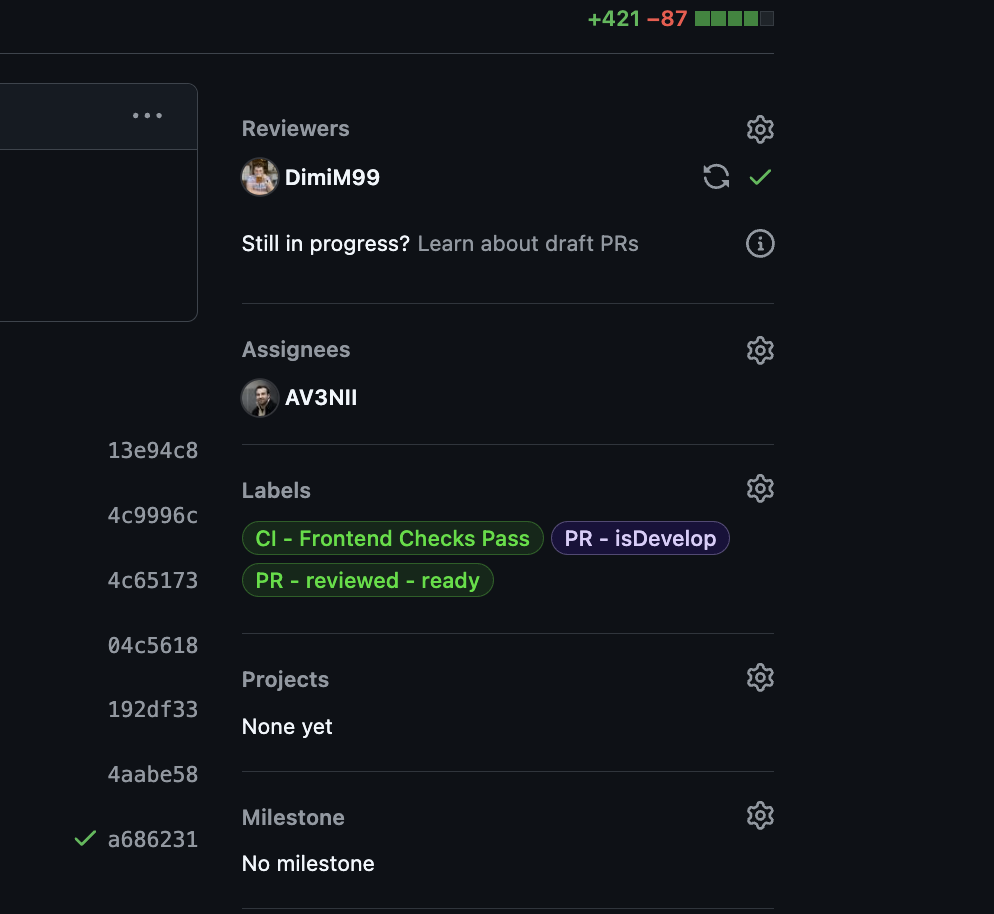 +421 −87
Reviewers
DimiM99
Still in progress? Learn about draft PRs
Assignees
AV3NII
13e94c8
4c9996c
4c65173
04c5618
192df33
4aabe58
a686231
Labels
CI - Frontend Checks Pass
PR - isDevelop
PR - reviewed - ready
Projects
None yet
Milestone
No milestone